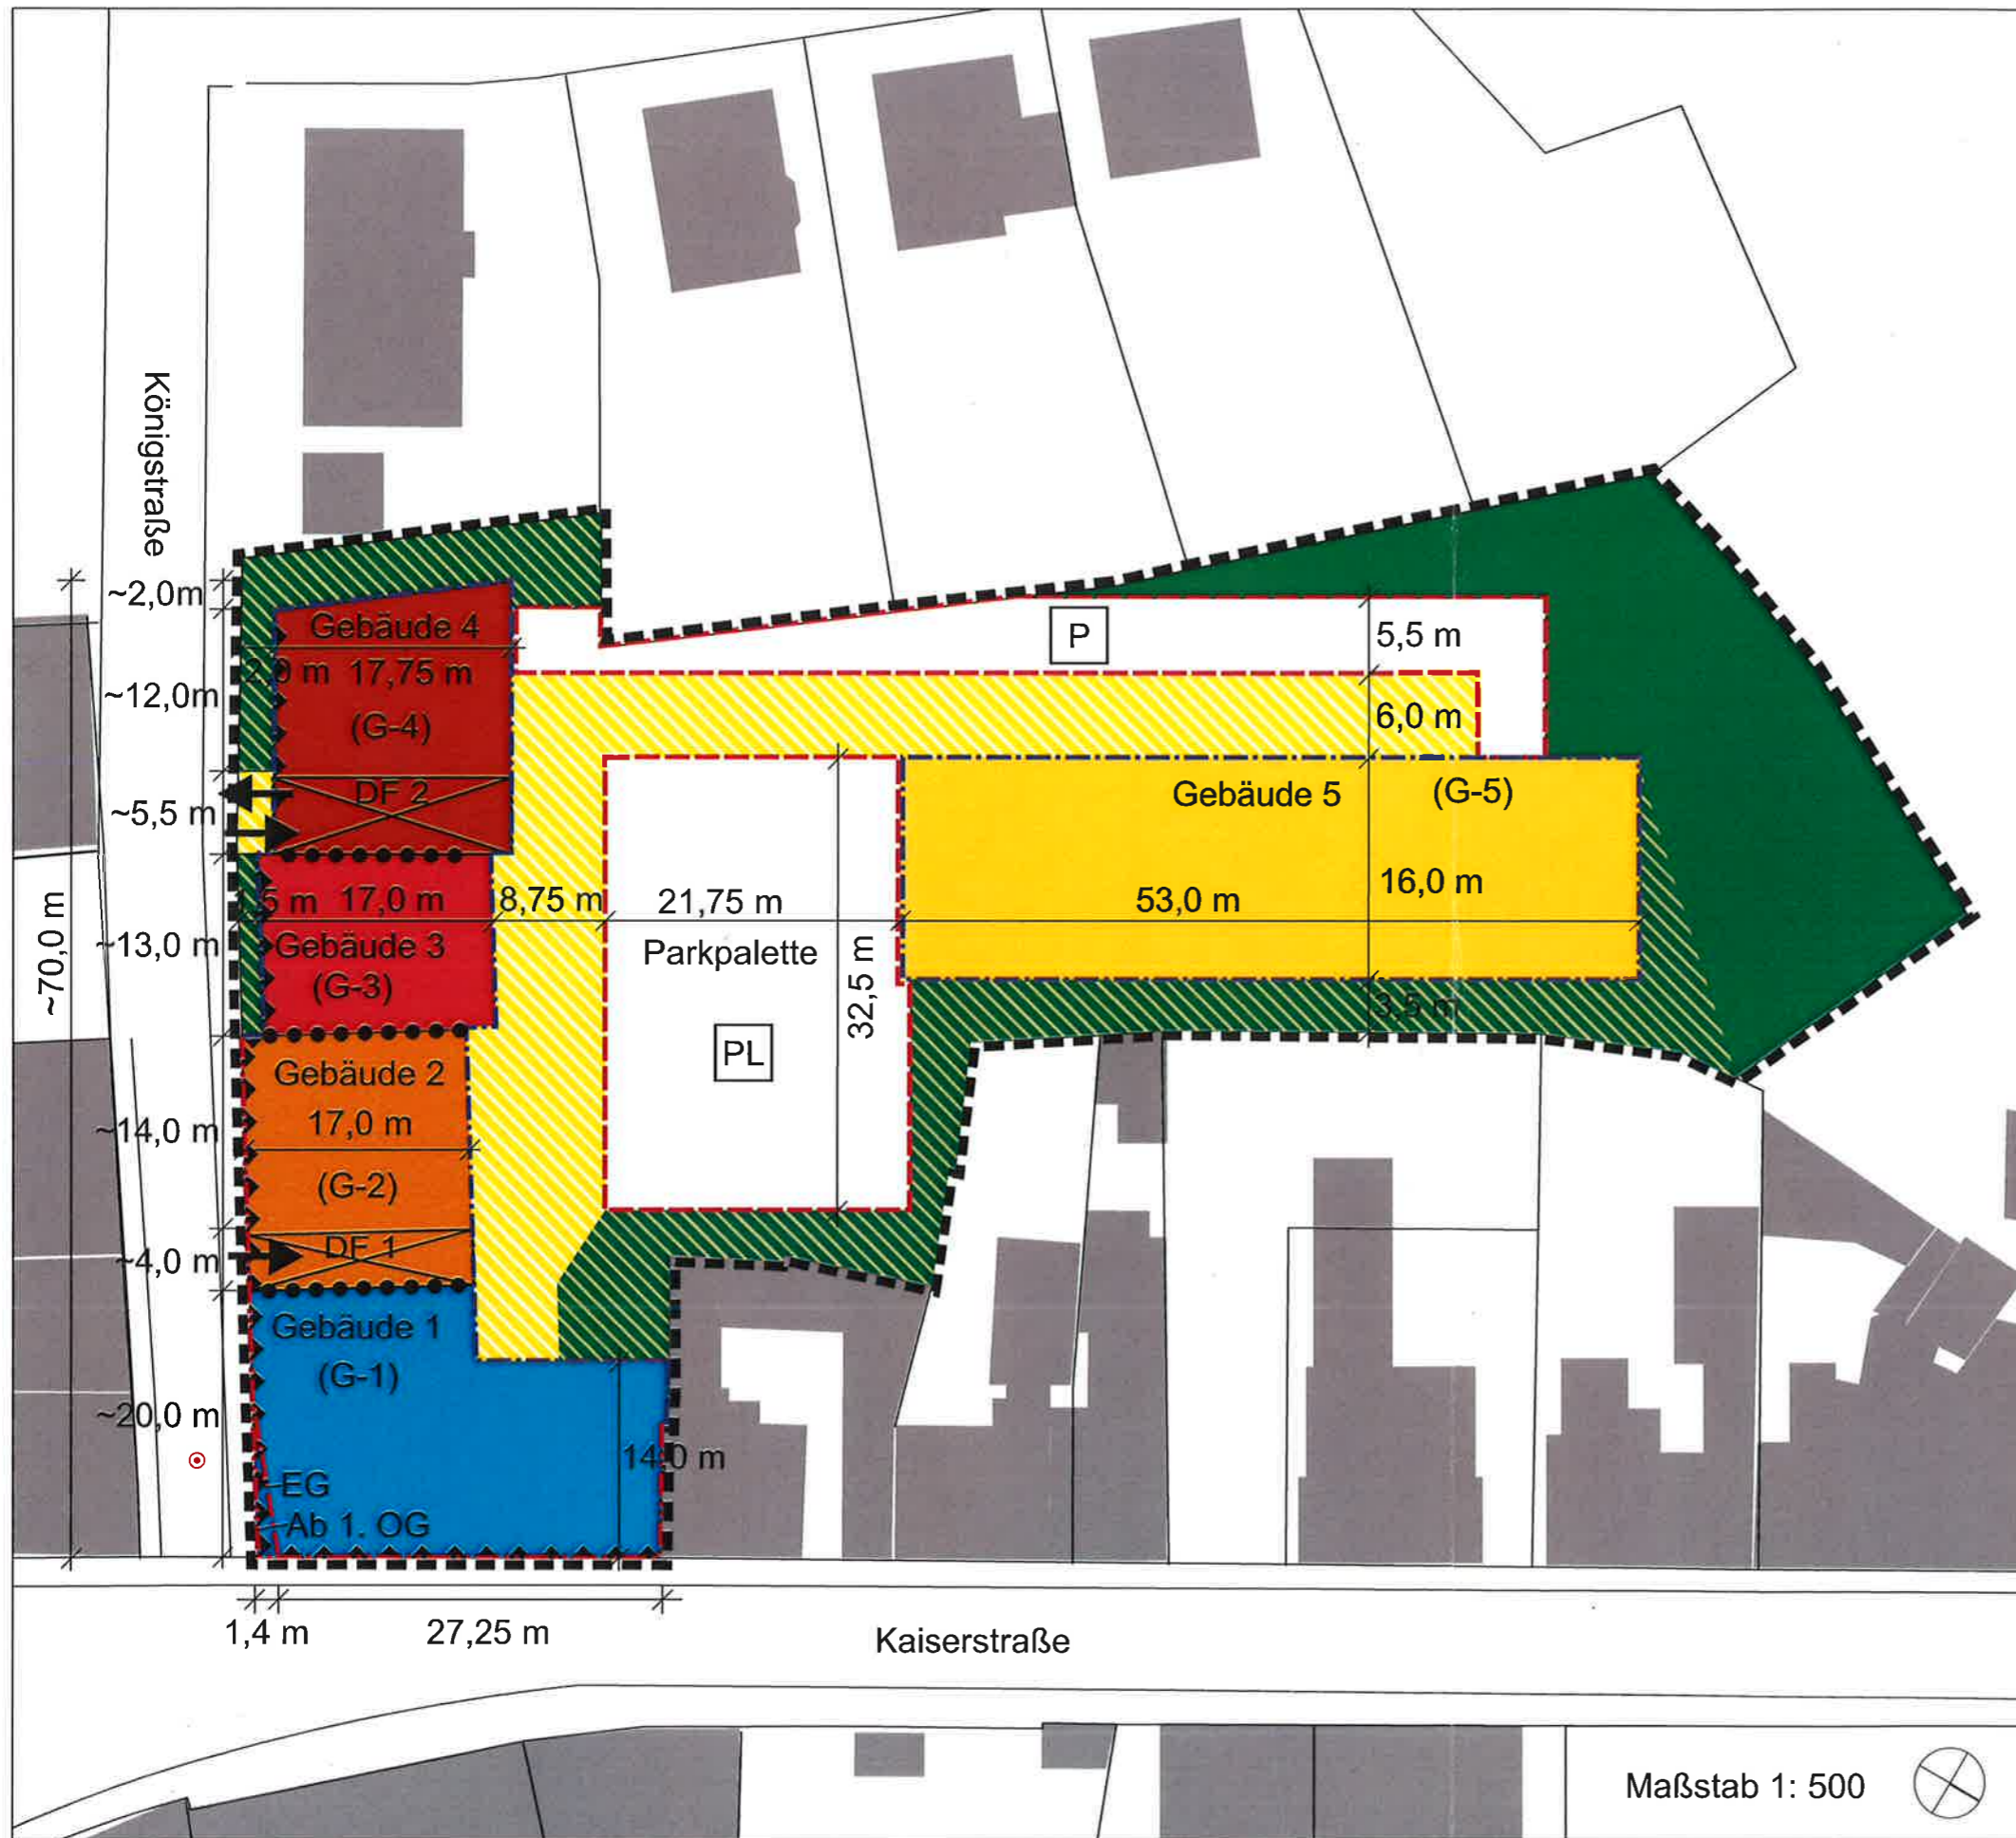 Königstraße
~2,0m
Gebäude 4
P
5,5 m
2,0 m 17,75 m
~12,0m
(G-4)
6,0 m
DF 2
Gebäude 5
(G-5)
~5,5 m
5 m
17,0 m
8,75 m
21,75 m
53,0 m
16,0 m
~70,0 m
~13,0 m
Gebäude 3
(G-3)
Parkpalette
32,5 m
3,5 m
PL
Gebäude 2
17,0 m
~14,0 m
(G-2)
DF 1
~4,0 m
Gebäude 1
(G-1)
~20,0 m
14,0 m
EG
Ab 1. OG
1,4 m
27,25 m
Kaiserstraße
Maßstab 1: 500